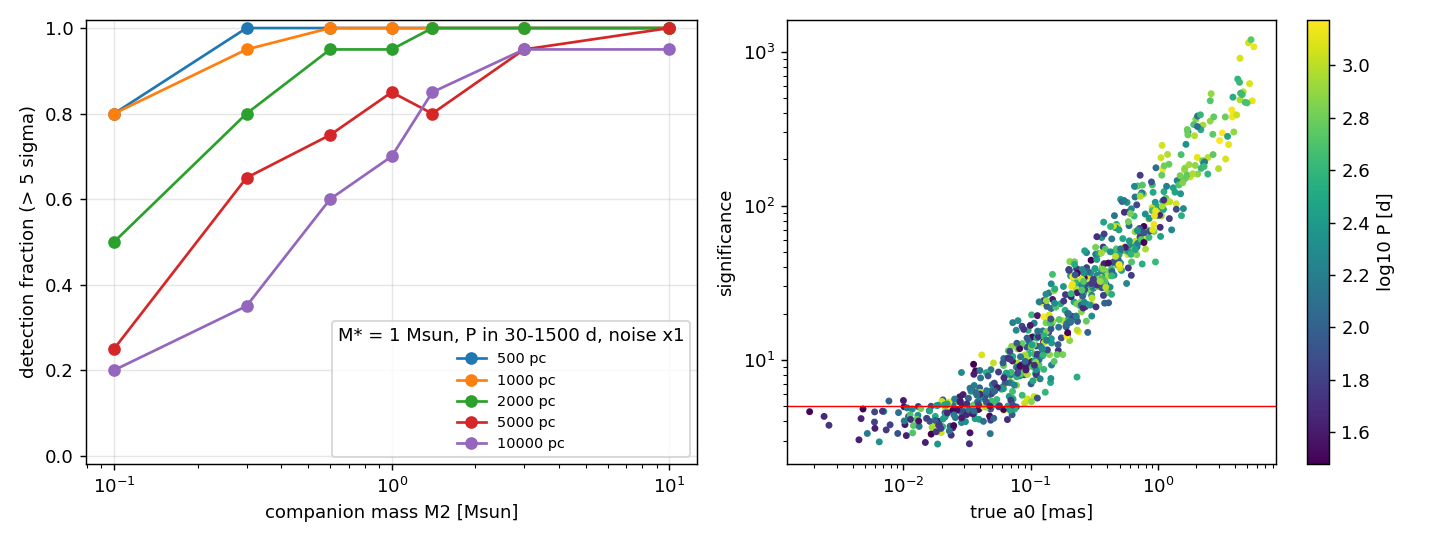 1.0
0.8
0.6
0.4
0.2
0.0
detection fraction (> 5 sigma)
10⁻¹
10⁰
10¹
companion mass M2 [Msun]
M* = 1 Msun, P in 30-1500 d, noise x1
500 pc
1000 pc
2000 pc
5000 pc
10000 pc
10³
10²
10¹
significance
10⁻²
10⁻¹
10⁰
true a0 [mas]
3.0
2.8
2.6
2.4
2.2
2.0
1.8
1.6
log10 P [d]